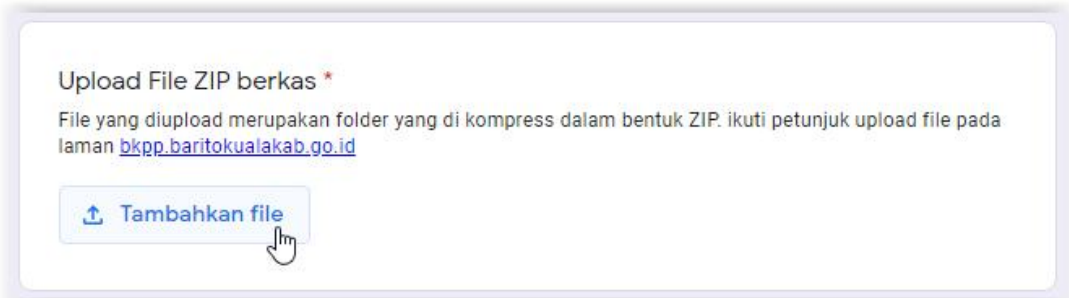 Upload File ZIP berkas *
File yang diupload merupakan folder yang di kompress dalam bentuk ZIP. ikuti petunjuk upload file pada
laman bkpp.baritokualakab.go.id
Tambahkan file